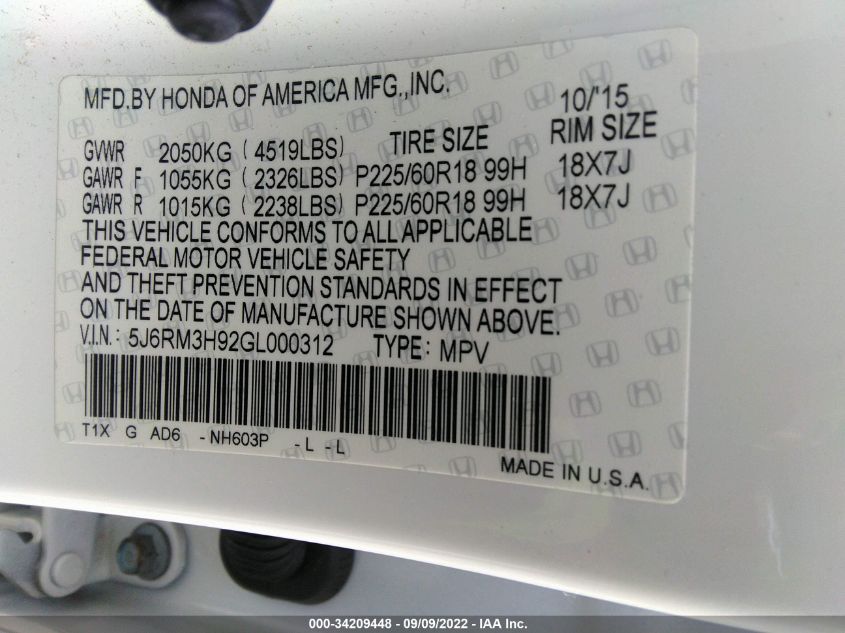 MFD.BY HONDA OF AMERICA MFG.,INC. 10/'15
GVWR 2050KG (4519LBS) TIRE SIZE RIM SIZE
GAWR F 1055KG (2326LBS) P225/60R18 99H 18X7J
GAWR R 1015KG (2238LBS) P225/60R18 99H 18X7J
THIS VEHICLE CONFORMS TO ALL APPLICABLE
FEDERAL MOTOR VEHICLE SAFETY
AND THEFT PREVENTION STANDARDS IN EFFECT
ON THE DATE OF MANUFACTURE SHOWN ABOVE.
V.I.N.: 5J6RM3H92GL000312 TYPE: MPV
T1X G AD6 -NH603P -L -L
MADE IN U.S.A.
000-34209448 - 09/09/2022 - IAA Inc.